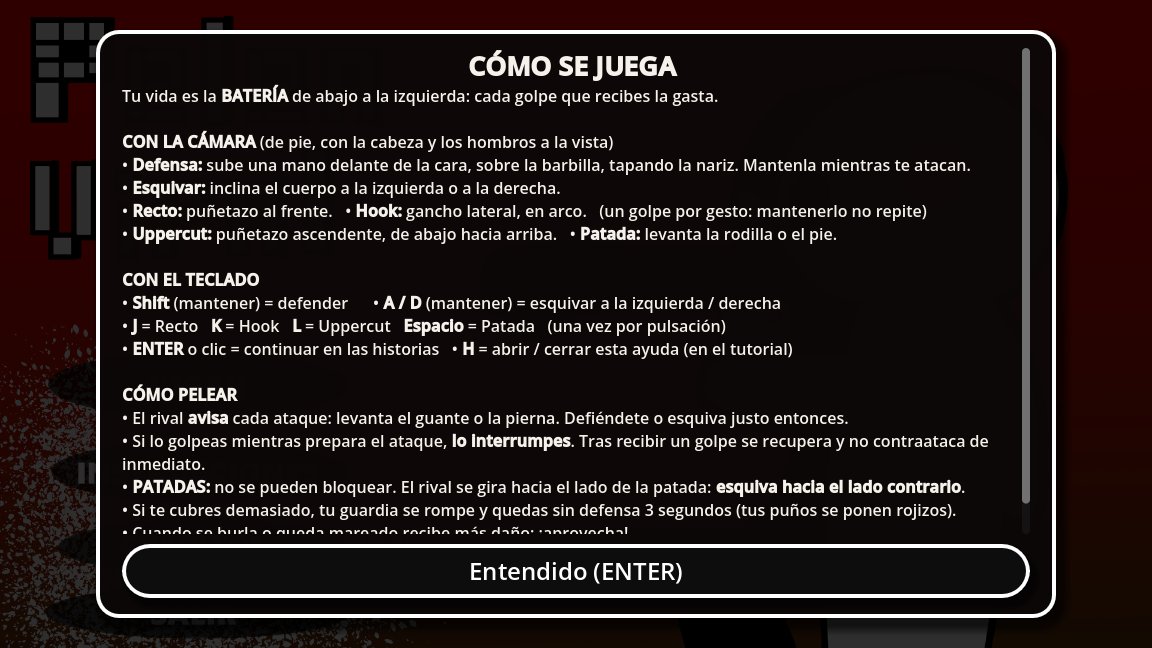 CÓMO SE JUEGA
Tu vida es la BATERÍA de abajo a la izquierda: cada golpe que recibes la gasta.
CON LA CÁMARA (de pie, con la cabeza y los hombros a la vista)
• Defensa: sube una mano delante de la cara, sobre la barbilla, tapando la nariz. Mantenla mientras te atacan.
• Esquivar: inclina el cuerpo a la izquierda o a la derecha.
• Recto: puñetazo al frente. • Hook: gancho lateral, en arco. (un golpe por gesto: mantenerlo no repite)
• Uppercut: puñetazo ascendente, de abajo hacia arriba. • Patada: levanta la rodilla o el pie.
CON EL TECLADO
• Shift (mantener) = defender • A / D (mantener) = esquivar a la izquierda / derecha
• J = Recto K = Hook L = Uppercut Espacio = Patada (una vez por pulsación)
• ENTER o clic = continuar en las historias • H = abrir / cerrar esta ayuda (en el tutorial)
CÓMO PELEAR
• El rival avisa cada ataque: levanta el guante o la pierna. Defiéndete o esquiva justo entonces.
• Si lo golpeas mientras prepara el ataque, lo interrumpes. Tras recibir un golpe se recupera y no contraataca de
inmediato.
• PATADAS: no se pueden bloquear. El rival se gira hacia el lado de la patada: esquiva hacia el lado contrario.
• Si te cubres demasiado, tu guardia se rompe y quedas sin defensa 3 segundos (tus puños se ponen rojizos).
• Cuando se burla o queda mareado recibe más daño: ¡aprovecha!
Entendido (ENTER)
SALIR